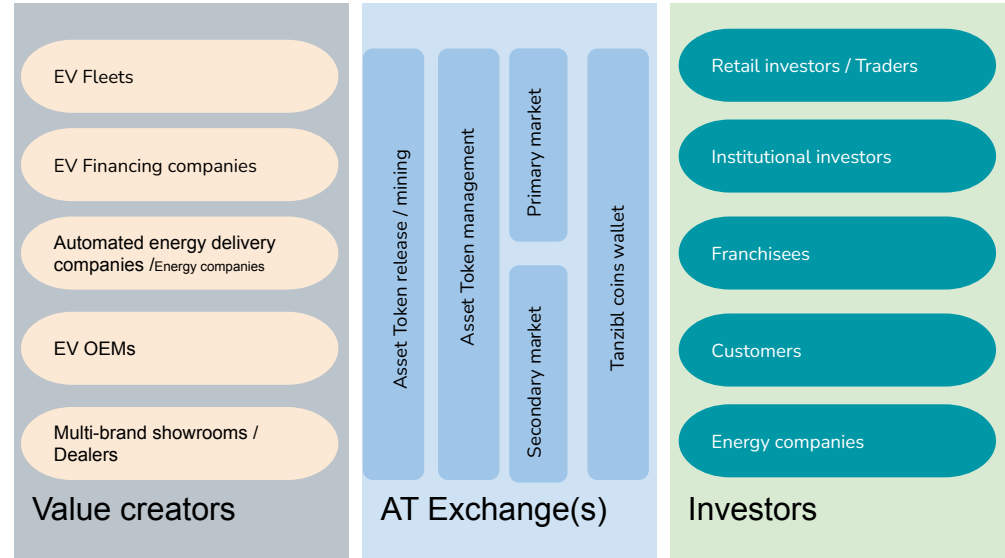 EV Fleets
EV Financing companies
Automated energy delivery
companies /Energy companies
EV OEMs
Multi-brand showrooms /
Dealers
Value creators
Asset Token release / mining
Asset Token management
Primary market
Secondary market
Tanzibl coins wallet
AT Exchange(s)
Retail investors / Traders
Institutional investors
Franchisees
Customers
Energy companies
Investors